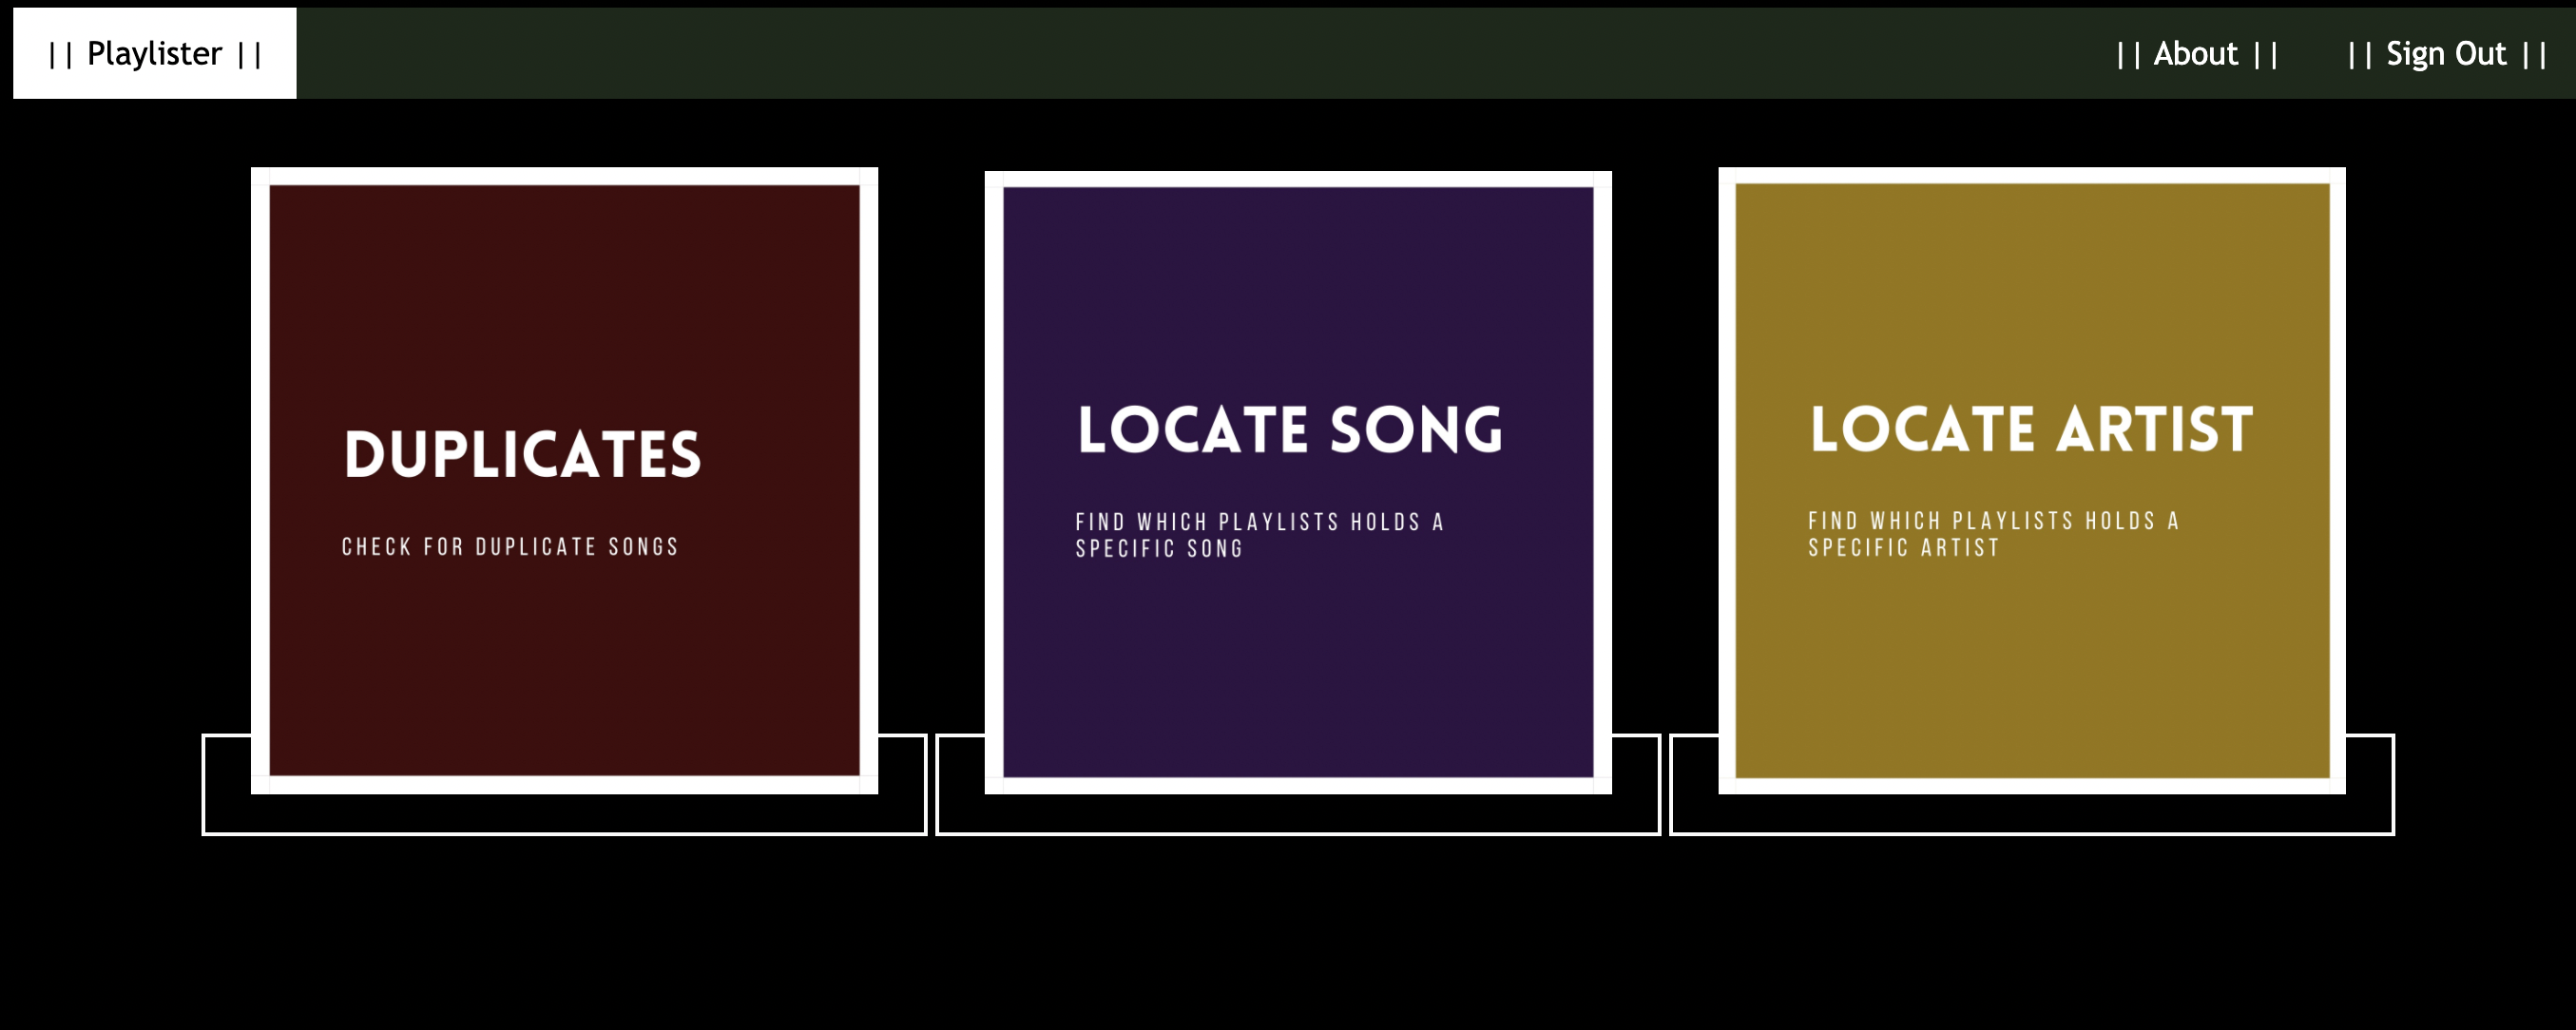 || Playlister ||
|| About ||
|| Sign Out ||
DUPLICATES
CHECK FOR DUPLICATE SONGS
LOCATE SONG
FIND WHICH PLAYLISTS HOLDS A
SPECIFIC SONG
LOCATE ARTIST
FIND WHICH PLAYLISTS HOLDS A
SPECIFIC ARTIST